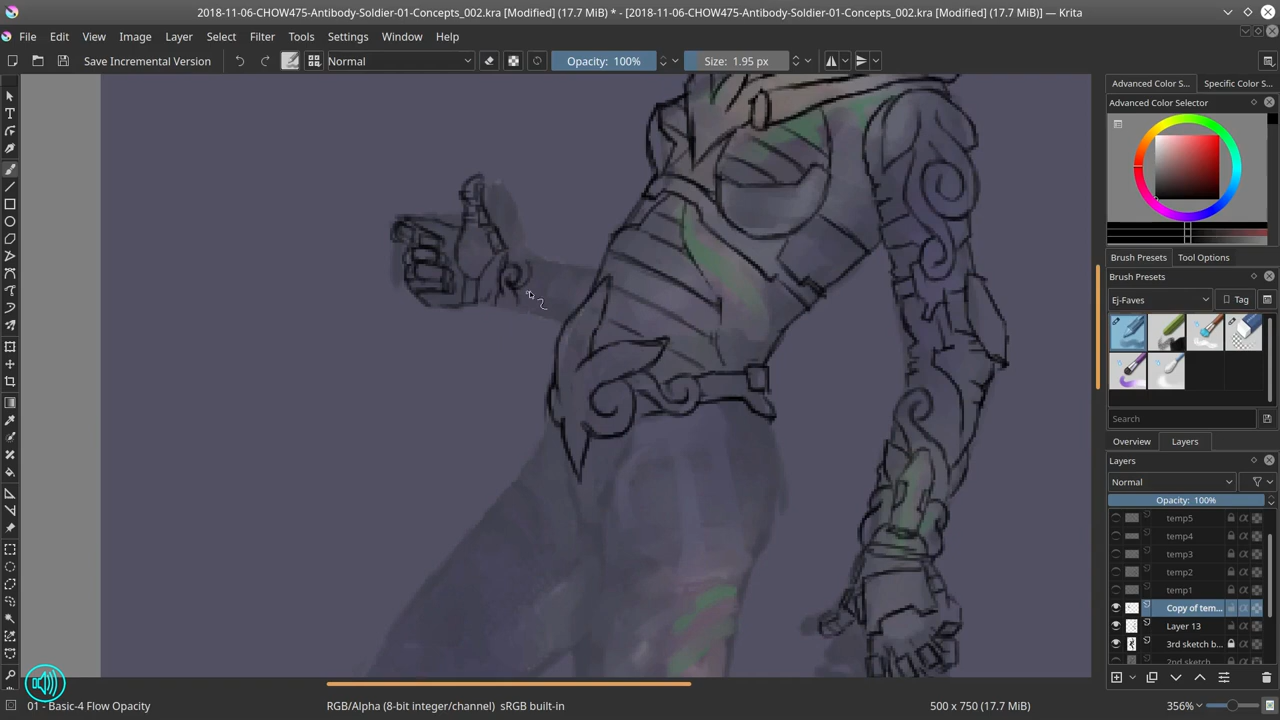 2018-11-06-CHOW475-Antibody-Soldier-01-Concepts_002.kra [Modified] (17.7 MiB) * - [2018-11-06-CHOW475-Antibody-Soldier-01-Concepts_002.kra [Modified] (17.7 MiB)] — Krita
File Edit View Image Layer Select Filter Tools Settings Window Help
Save Incremental Version Normal Opacity: 100% Size: 1.95 px
Advanced Color S... Specific Color S...
Advanced Color Selector
Brush Presets Tool Options
Brush Presets
Ej-Faves Tag
Search
Overview Layers
Layers
Normal
Opacity: 100%
temp5
temp4
temp3
temp2
temp1
Copy of tem...
Layer 13
3rd sketch b...
2nd sketch
01 - Basic-4 Flow Opacity RGB/Alpha (8-bit integer/channel) sRGB built-in 500 x 750 (17.7 MiB) 356%